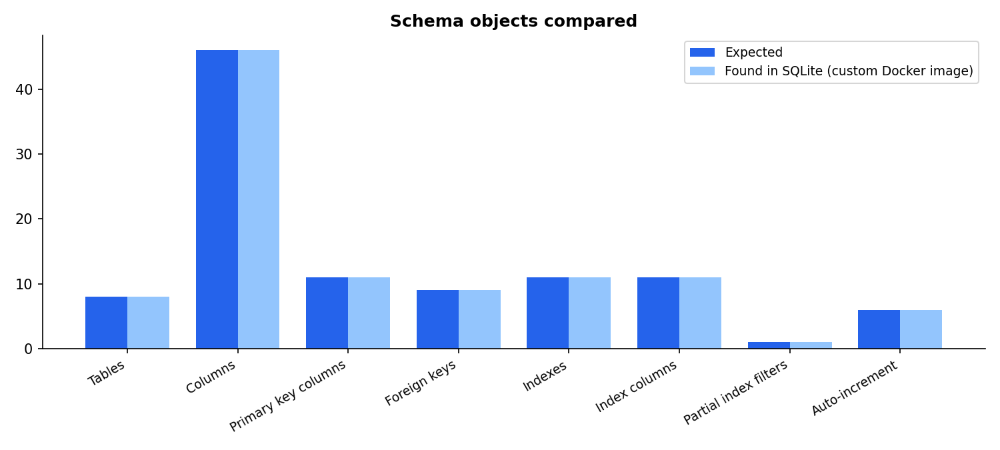 Schema objects compared
Expected
Found in SQLite (custom Docker image)
40
30
20
10
0
Tables
Columns
Primary key columns
Foreign keys
Indexes
Index columns
Partial index filters
Auto-increment